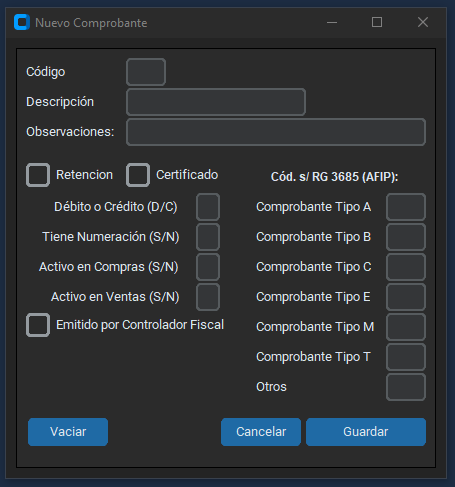 Nuevo Comprobante
Código
Descripción
Observaciones:
Retencion
Certificado
Cód. s/ RG 3685 (AFIP):
Débito o Crédito (D/C)
Comprobante Tipo A
Tiene Numeración (S/N)
Comprobante Tipo B
Activo en Compras (S/N)
Comprobante Tipo C
Activo en Ventas (S/N)
Comprobante Tipo E
Emitido por Controlador Fiscal
Comprobante Tipo M
Comprobante Tipo T
Otros
Vaciar
Cancelar
Guardar